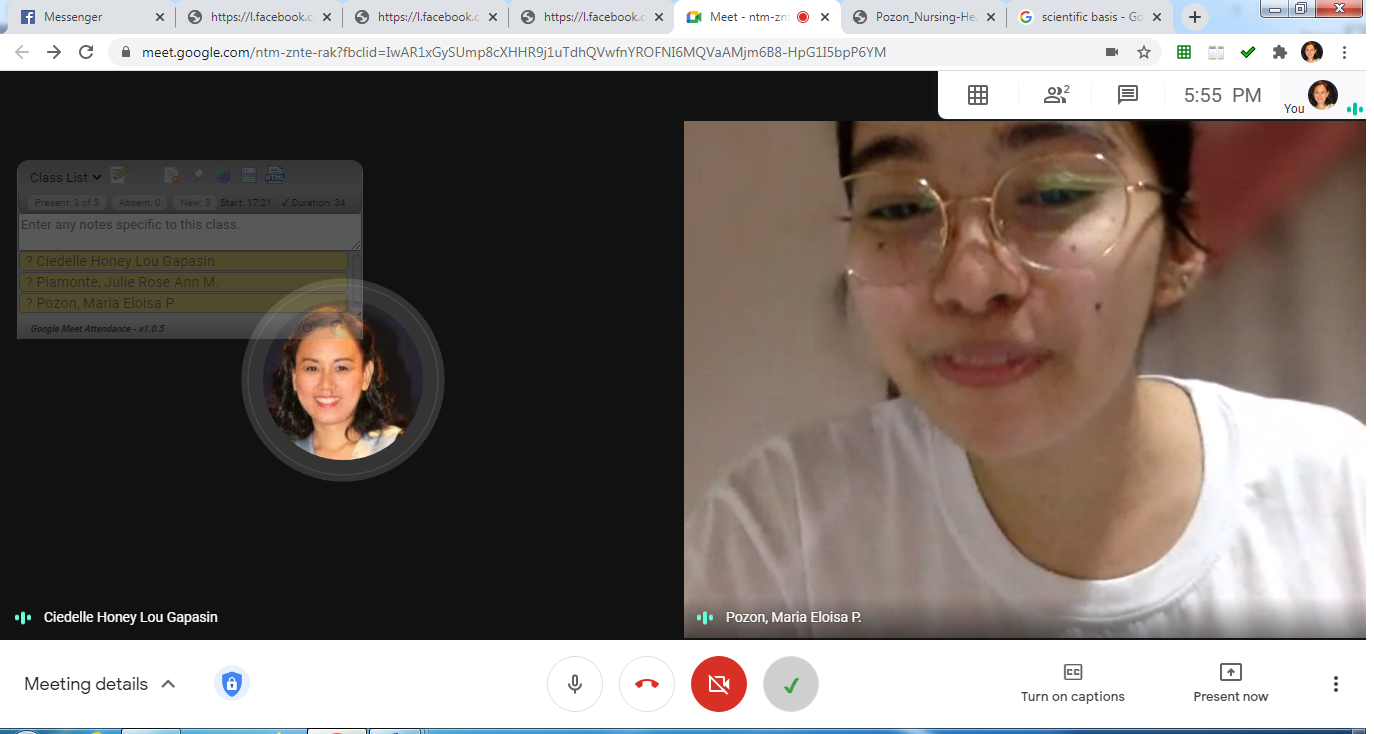 Messenger
https://l.facebook.c
https://l.facebook.c
https://l.facebook.c
Meet - ntm-zn
Pozon_Nursing-He
scientific basis - Go
meet.google.com/ntm-znte-rak?fbclid=IwAR1xGySUmp8cXHHR9j1uTdhQVwfnYROFNI6MQVaAMjm6B8-HpG1I5bpP6YM
2
5:55 PM
You
Class List
HTML
Present: 3 of 3 Absent: 0 New: 3 Start: 17:21 ✓ Duration: 34
Enter any notes specific to this class.
? Ciedelle Honey Lou Gapasin
? Piamonte, Julie Rose Ann M.
? Pozon, Maria Eloisa P.
Google Meet Attendance - v1.0.5
Ciedelle Honey Lou Gapasin
Pozon, Maria Eloisa P.
Meeting details
Turn on captions
Present now